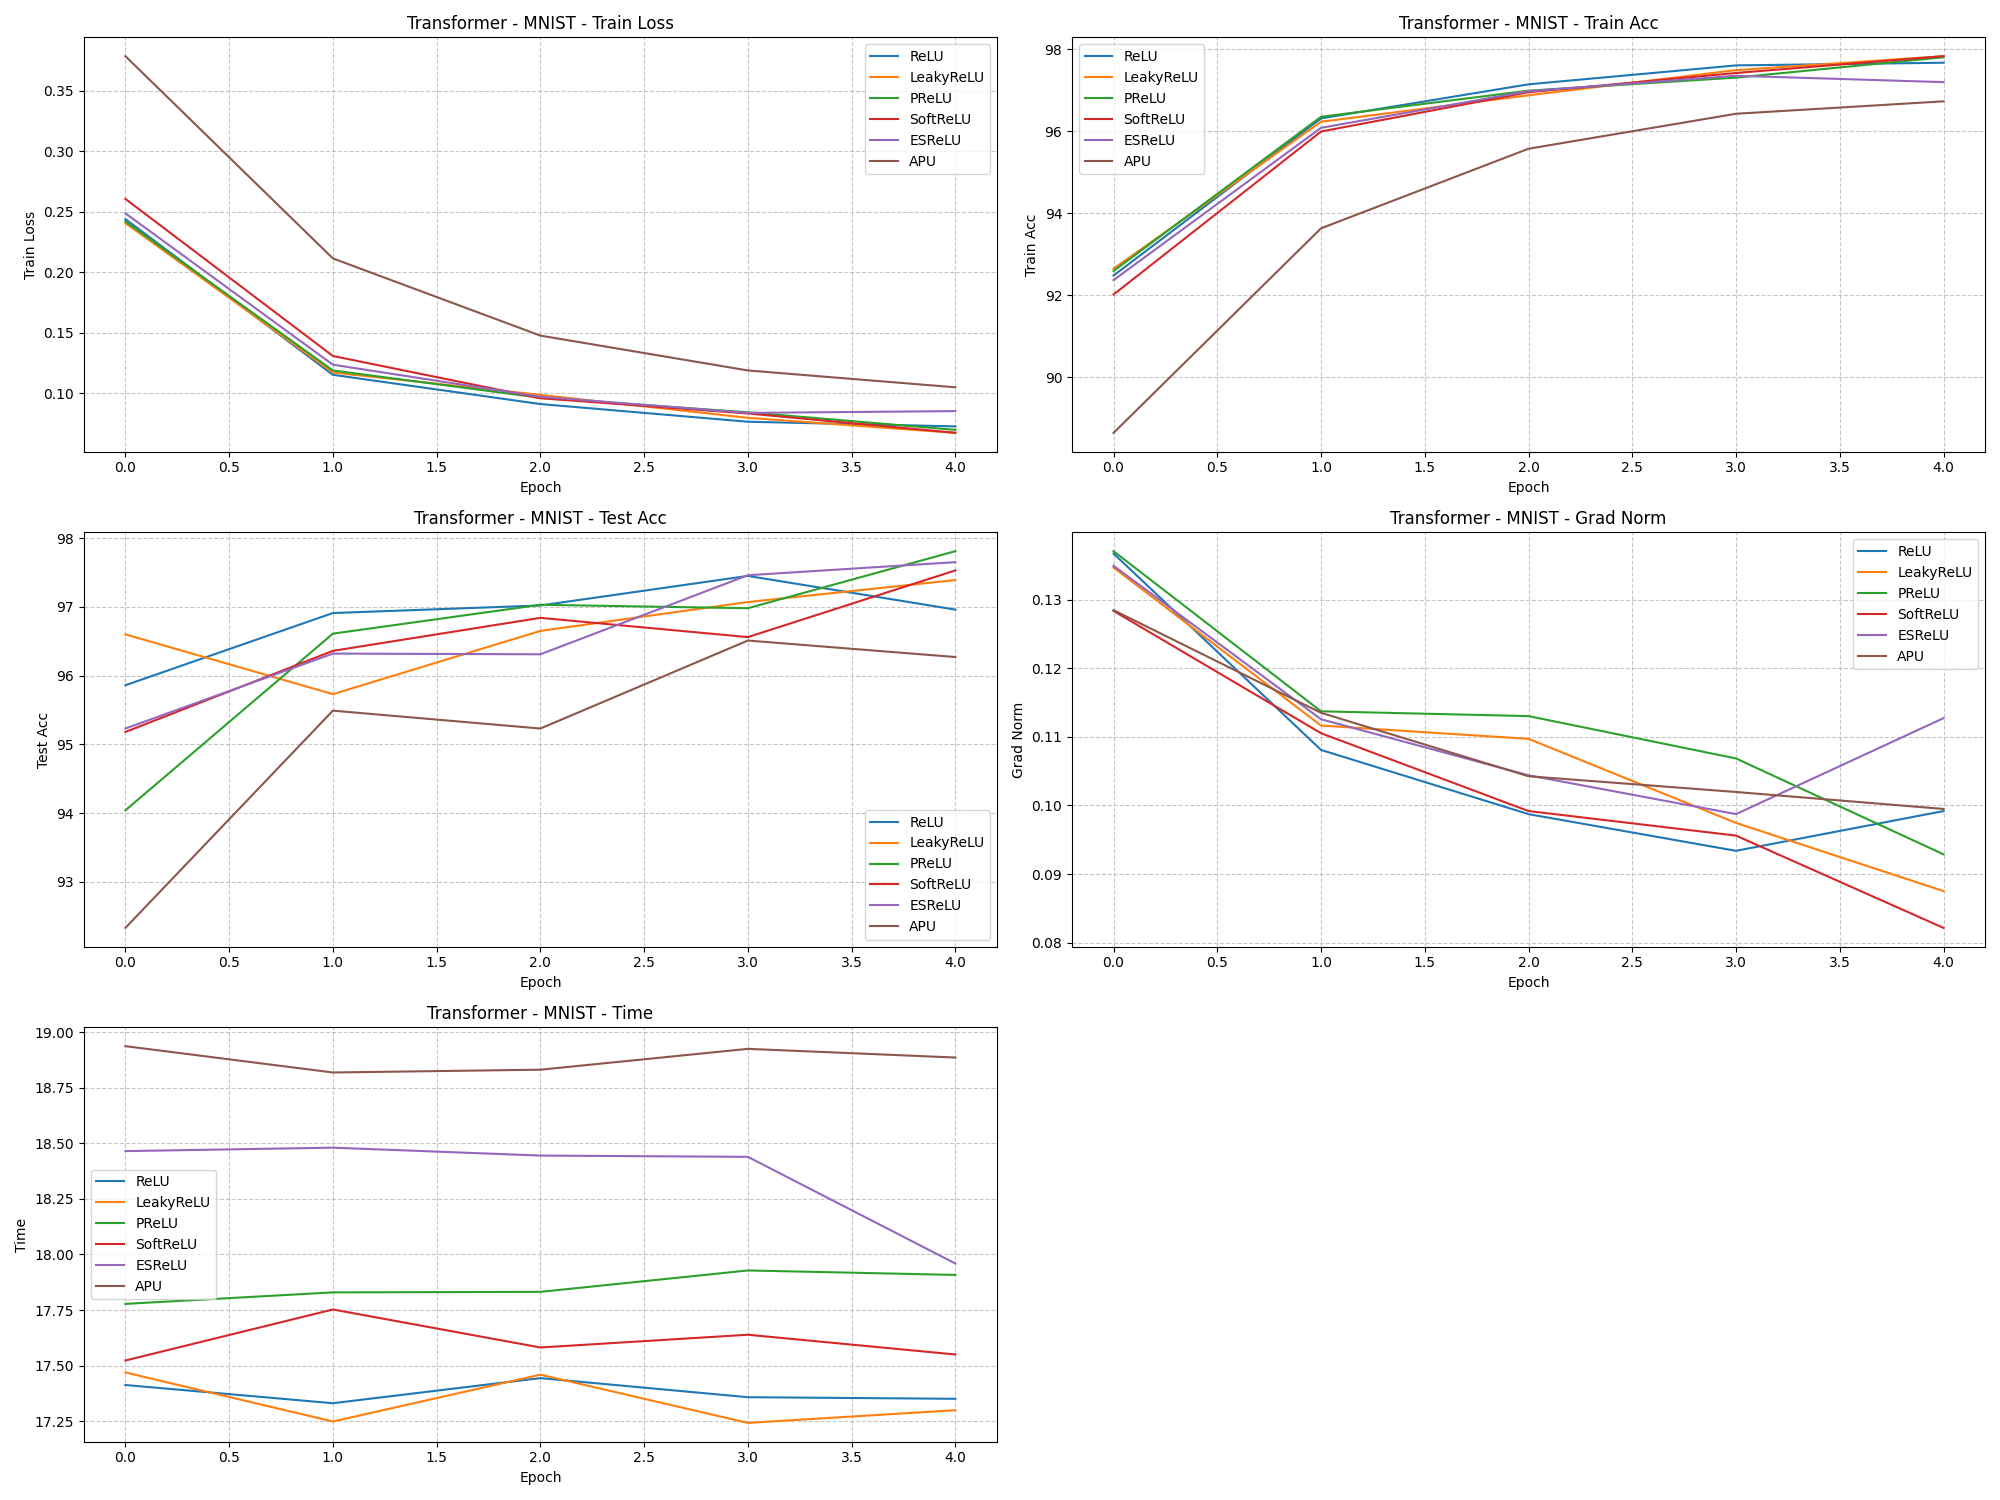 Transformer - MNIST - Train Loss
Train Loss
0.35
0.30
0.25
0.20
0.15
0.10
0.0 0.5 1.0 1.5 2.0 2.5 3.0 3.5 4.0
Epoch
ReLU
LeakyReLU
PReLU
SoftReLU
ESReLU
APU
Transformer - MNIST - Train Acc
Train Acc
98
96
94
92
90
0.0 0.5 1.0 1.5 2.0 2.5 3.0 3.5 4.0
Epoch
ReLU
LeakyReLU
PReLU
SoftReLU
ESReLU
APU
Transformer - MNIST - Test Acc
Test Acc
98
97
96
95
94
93
0.0 0.5 1.0 1.5 2.0 2.5 3.0 3.5 4.0
Epoch
ReLU
LeakyReLU
PReLU
SoftReLU
ESReLU
APU
Transformer - MNIST - Grad Norm
Grad Norm
0.13
0.12
0.11
0.10
0.09
0.08
0.0 0.5 1.0 1.5 2.0 2.5 3.0 3.5 4.0
Epoch
ReLU
LeakyReLU
PReLU
SoftReLU
ESReLU
APU
Transformer - MNIST - Time
Time
19.00
18.75
18.50
18.25
18.00
17.75
17.50
17.25
0.0 0.5 1.0 1.5 2.0 2.5 3.0 3.5 4.0
Epoch
ReLU
LeakyReLU
PReLU
SoftReLU
ESReLU
APU